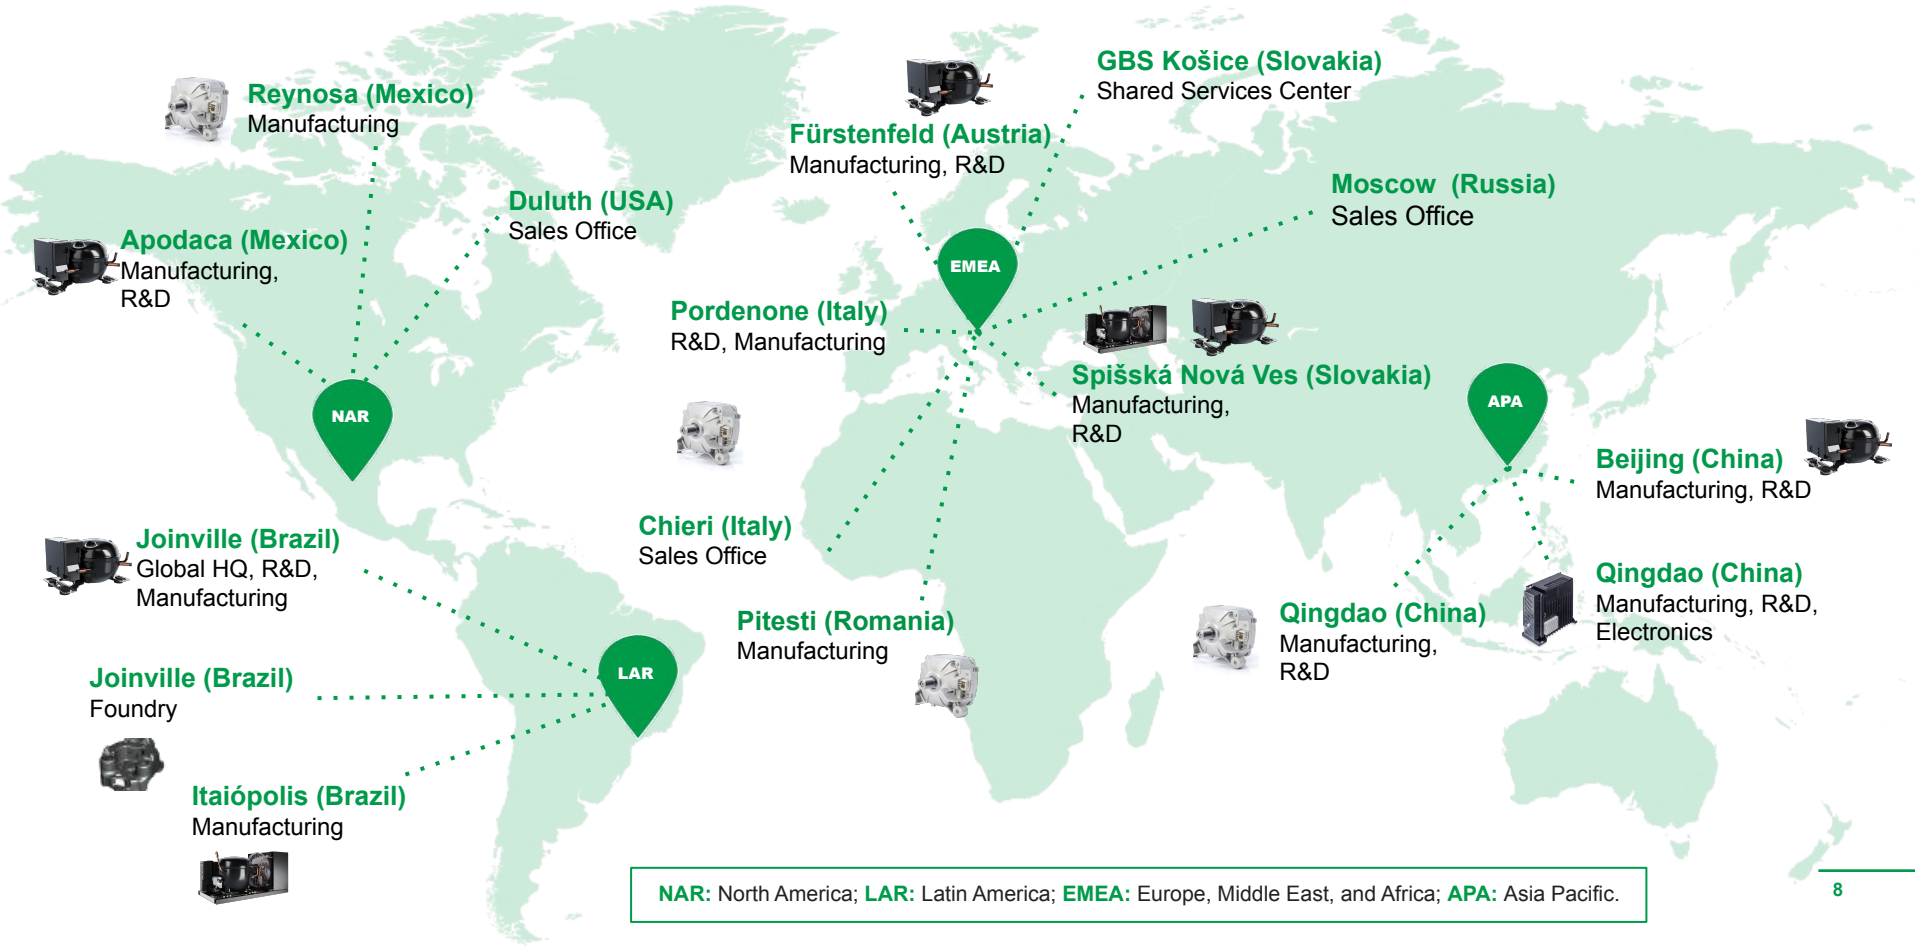 GBS Košice (Slovakia)
Shared Services Center
Reynosa (Mexico)
Manufacturing
Fürstenfeld (Austria)
Manufacturing, R&D
Moscow (Russia)
Sales Office
Duluth (USA)
Sales Office
Apodaca (Mexico)
Manufacturing,
R&D
EMEA
Pordenone (Italy)
R&D, Manufacturing
Spišská Nová Ves (Slovakia)
Manufacturing,
R&D
NAR
APA
Beijing (China)
Manufacturing, R&D
Chieri (Italy)
Sales Office
Joinville (Brazil)
Global HQ, R&D,
Manufacturing
Qingdao (China)
Manufacturing, R&D,
Electronics
Qingdao (China)
Manufacturing,
R&D
Pitesti (Romania)
Manufacturing
LAR
Joinville (Brazil)
Foundry
Itaiópolis (Brazil)
Manufacturing
NAR: North America; LAR: Latin America; EMEA: Europe, Middle East, and Africa; APA: Asia Pacific.
8